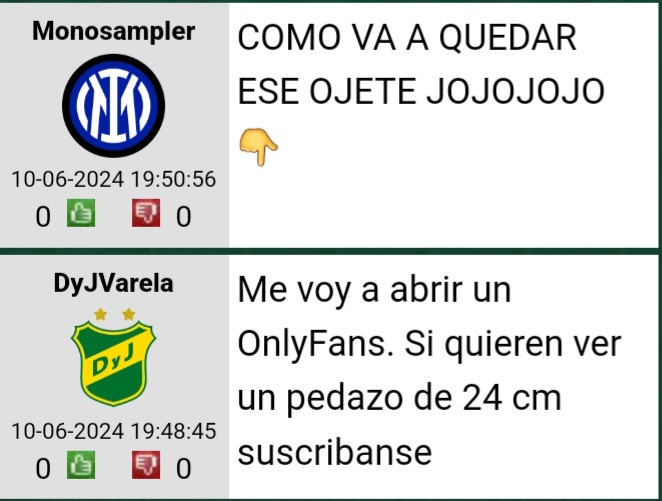 Monosampler
COMO VA A QUEDAR
ESE OJETE JOJOJOJO
👇
10-06-2024 19:50:56
0 0
DyJVarela
DyJ
10-06-2024 19:48:45
0 0
Me voy a abrir un
OnlyFans. Si quieren ver
un pedazo de 24 cm
suscribanse